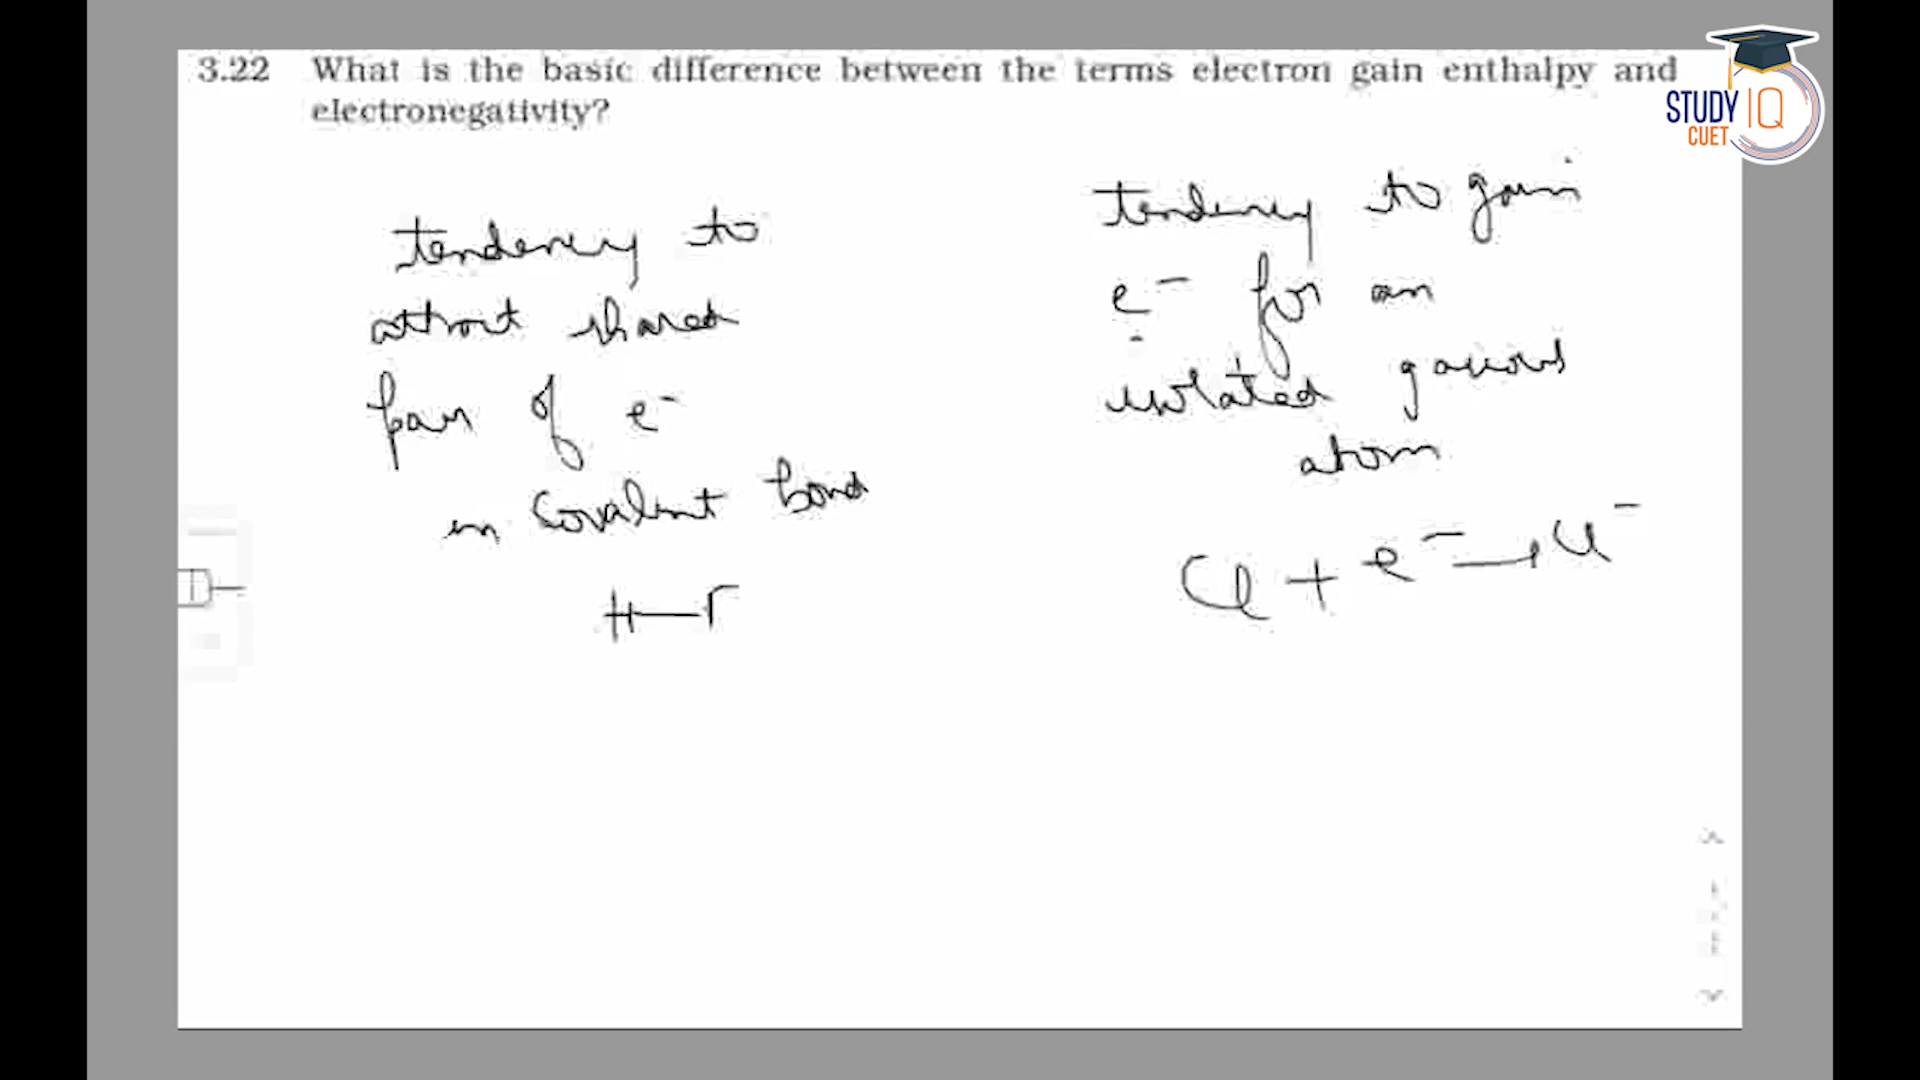 3.22 What is the basic difference between the terms electron gain enthalpy and
electronegativity?
STUDY IQ
CUET
tendency to
attract shared
pair of e⁻
in covalent bond
H—F
tendency to gain
e⁻ for an
isolated gaseous
atom
Cl + e⁻ → Cl⁻